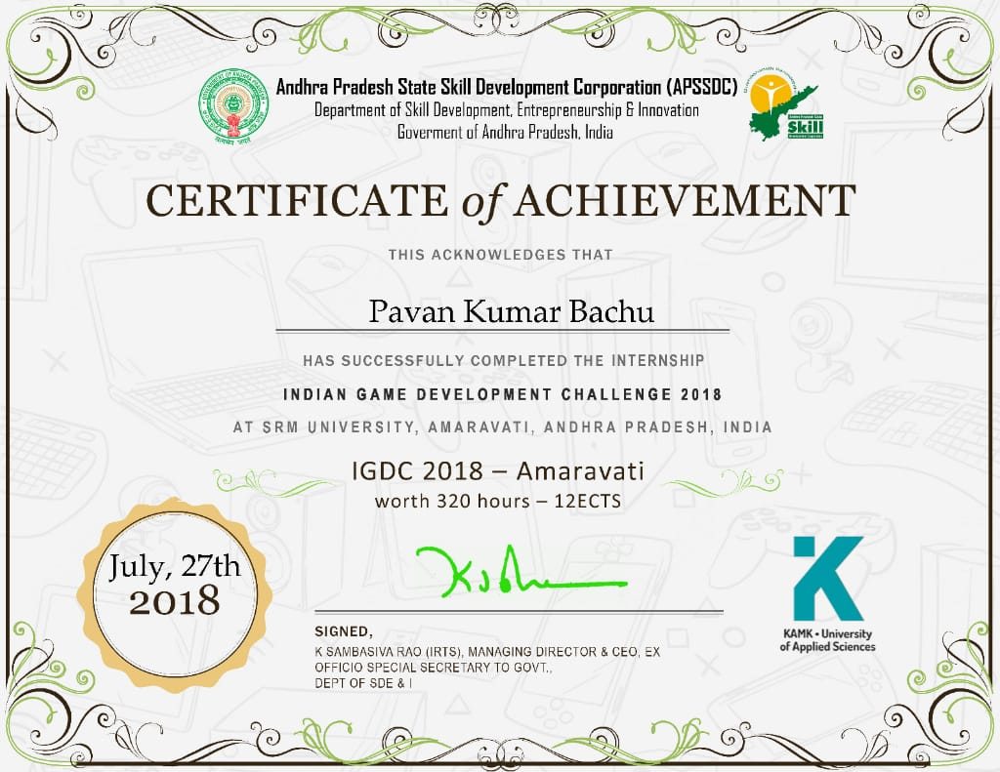 Andhra Pradesh State Skill Development Corporation (APSSDC)
Department of Skill Development, Entrepreneurship & Innovation
Goverment of Andhra Pradesh, India
Skill
CERTIFICATE of ACHIEVEMENT
THIS ACKNOWLEDGES THAT
Pavan Kumar Bachu
HAS SUCCESSFULLY COMPLETED THE INTERNSHIP
INDIAN GAME DEVELOPMENT CHALLENGE 2018
AT SRM UNIVERSITY, AMARAVATI, ANDHRA PRADESH, INDIA
IGDC 2018 – Amaravati
worth 320 hours – 12ECTS
July, 27th
2018
SIGNED,
K SAMBASIVA RAO (IRTS), MANAGING DIRECTOR & CEO, EX
OFFICIO SPECIAL SECRETARY TO GOVT.,
DEPT OF SDE & I
KAMK • University
of Applied Sciences